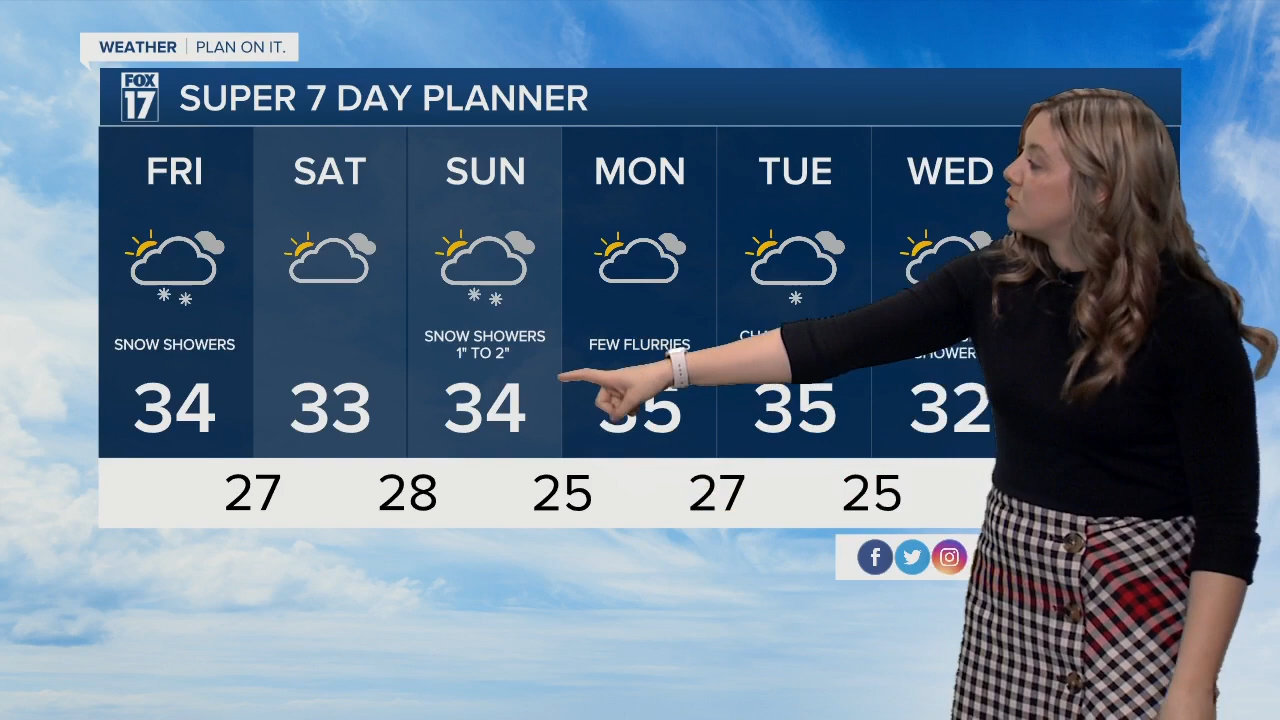 WEATHER | PLAN ON IT.
FOX 17
SUPER 7 DAY PLANNER
FRI SAT SUN MON TUE WED
SNOW SHOWERS
SNOW SHOWERS
1" TO 2"
FEW FLURRIES
34 33 34 35 35 32
27 28 25 27 25